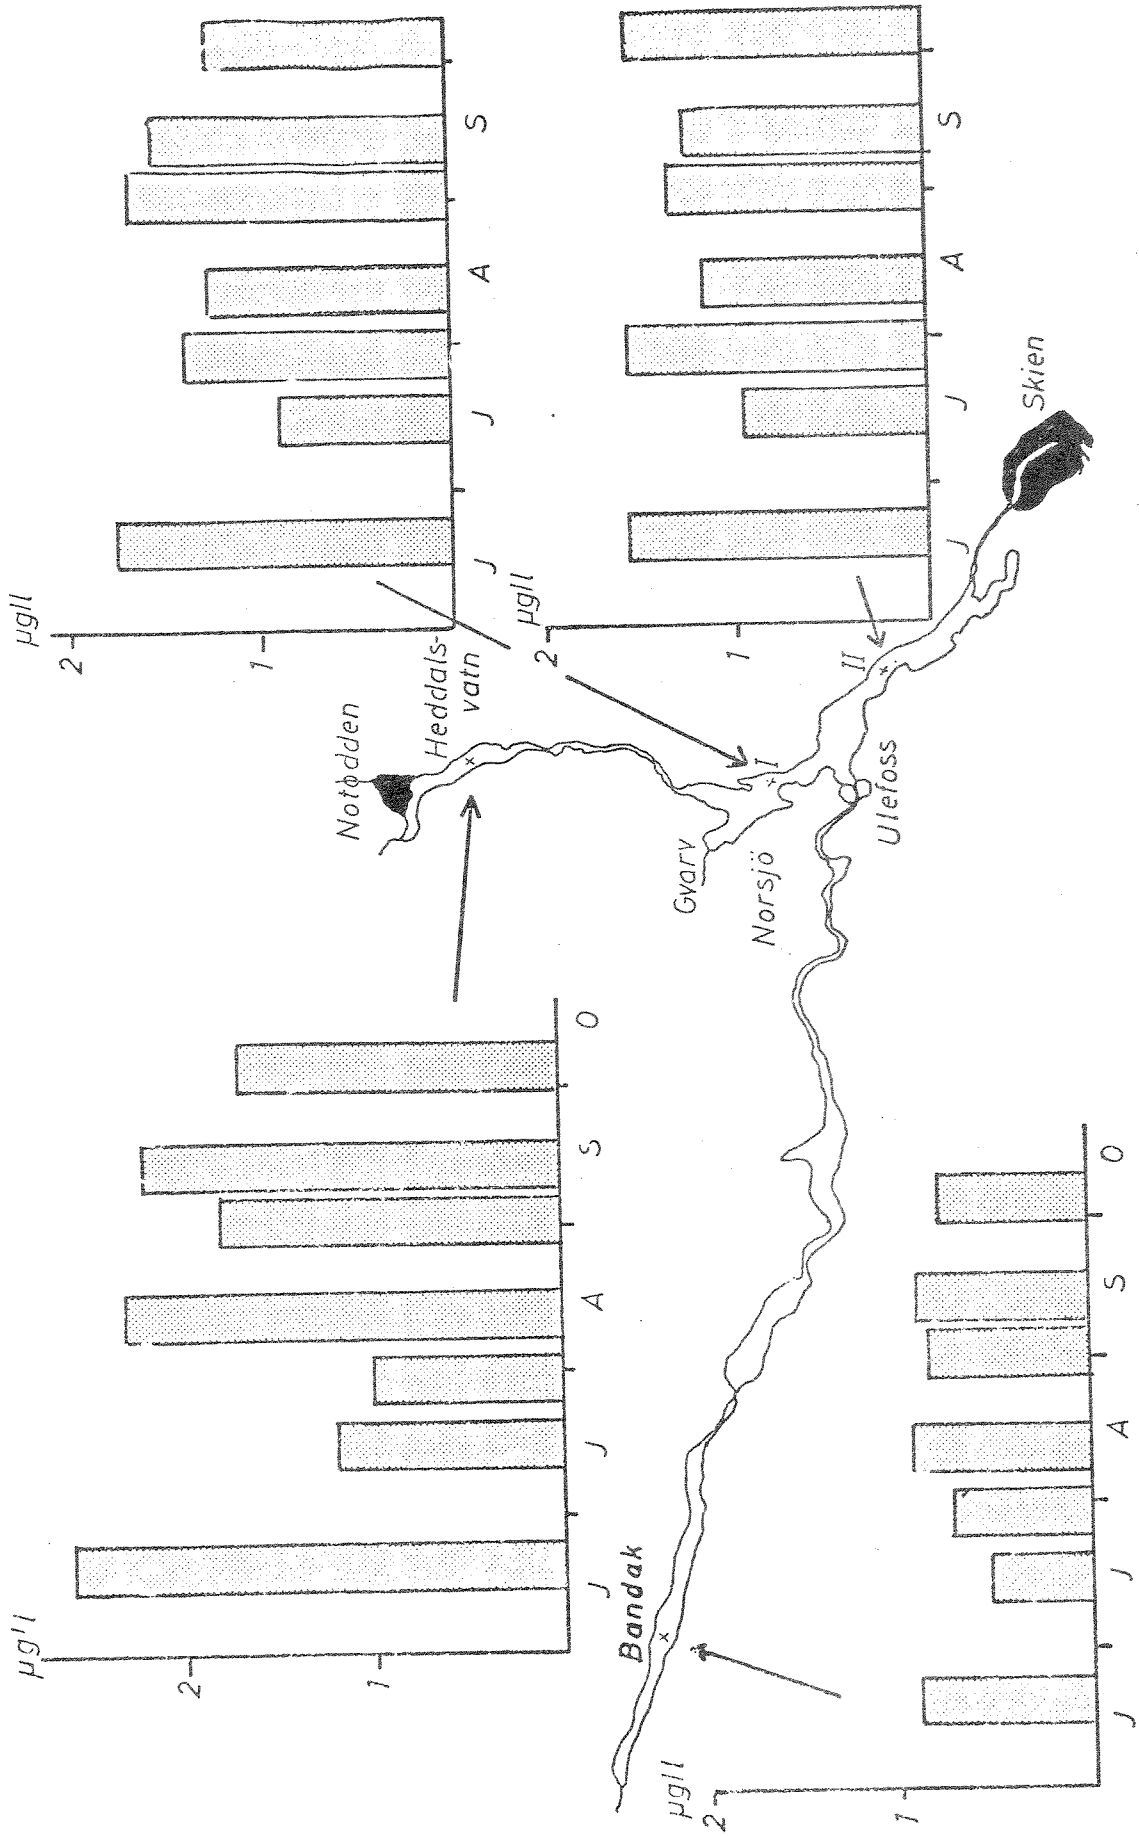 µg'l
2
1
J J A S O
µg/l
2
1
J J A S
Notodden
Heddals-
vatn
Gvarv
Norsjö
I
II
Ulefoss
Skien
Bandak
µg/l
2
1
J J A S
µg/l
2
1
J J A S O